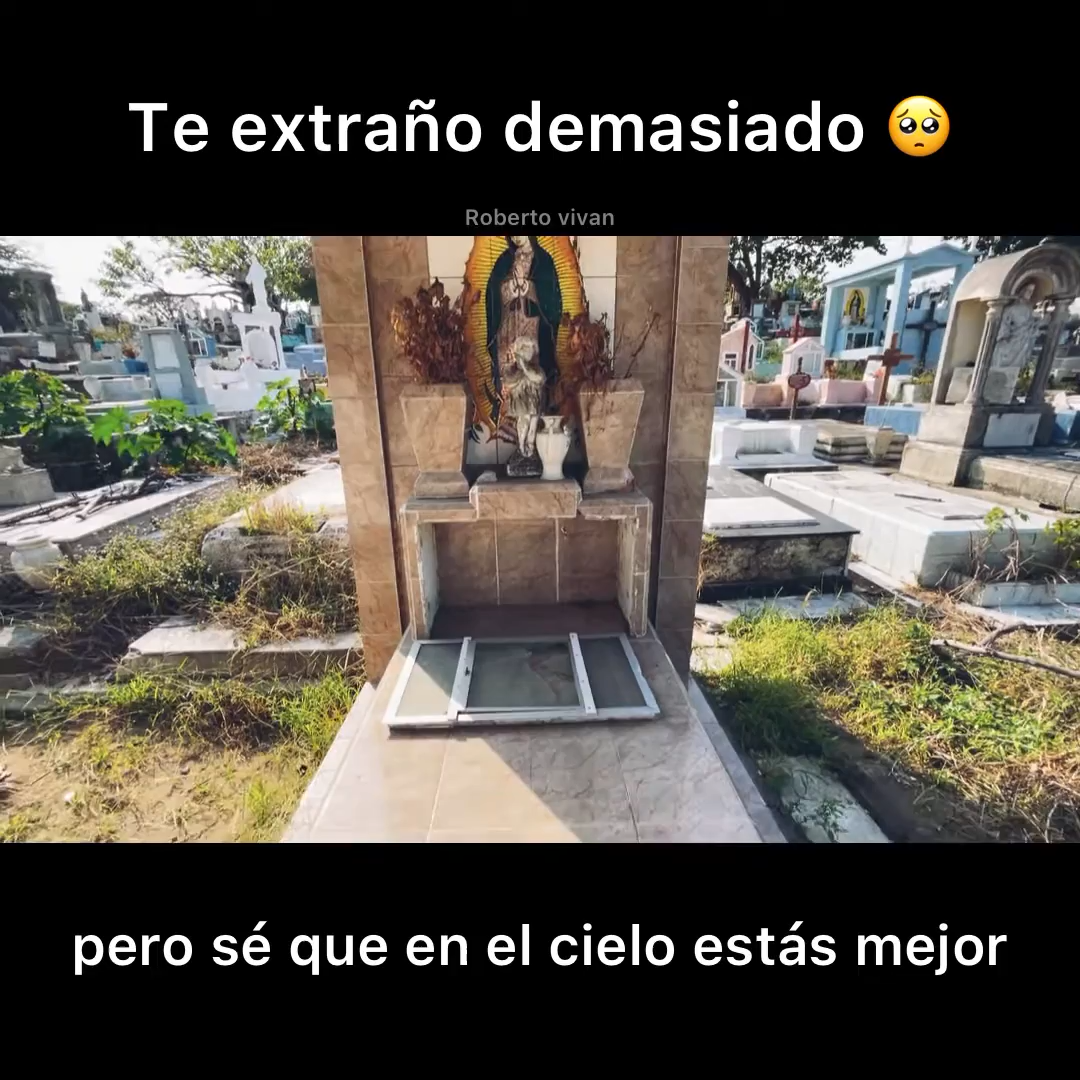 Te extraño demasiado 🥺
Roberto vivan
pero sé que en el cielo estás mejor